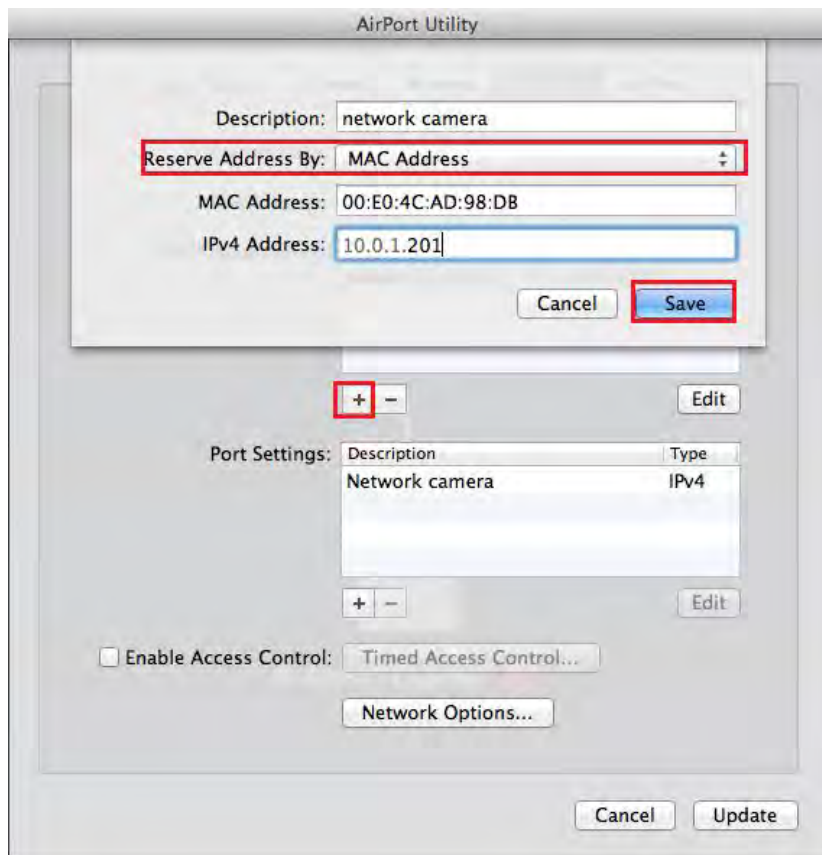 AirPort Utility
Description: network camera
Reserve Address By: MAC Address
MAC Address: 00:E0:4C:AD:98:DB
IPv4 Address: 10.0.1.201
Cancel Save
+ − Edit
Port Settings: Description Type
Network camera IPv4
+ − Edit
Enable Access Control: Timed Access Control...
Network Options...
Cancel Update